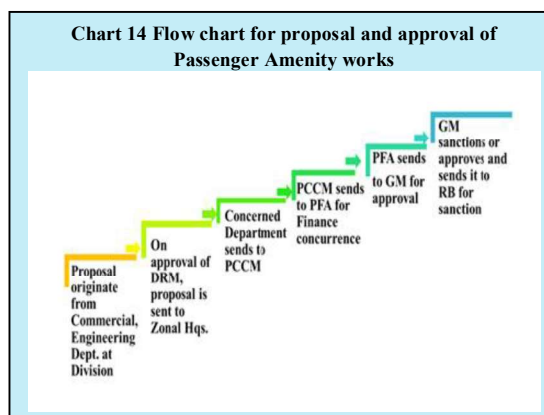 Chart 14 Flow chart for proposal and approval of
Passenger Amenity works
Proposal
originate
from
Commercial,
Engineering
Dept. at
Division
On
approval of
DRM,
proposal is
sent to
Zonal Hqs.
Concerned
Department
sends to
PCCM
PCCM sends
to PFA for
Finance
concurrence
PFA sends
to GM for
approval
GM
sanctions or
approves and
sends it to
RB for
sanction